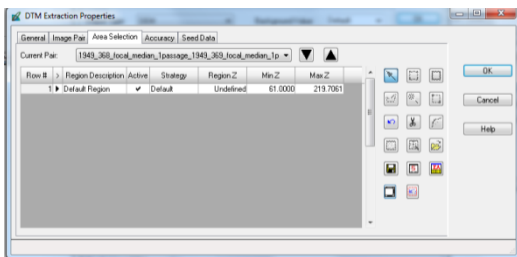 DTM Extraction Properties
General Image Pair Area Selection Accuracy Seed Data
Current Pair: 1949_368_local_median_1passage_1949_369_local_median_1p
Row # > Region Description Active Strategy Region Z Min Z Max Z
1 Default Region Default Undefined 61.0000 219.7061
OK
Cancel
Help